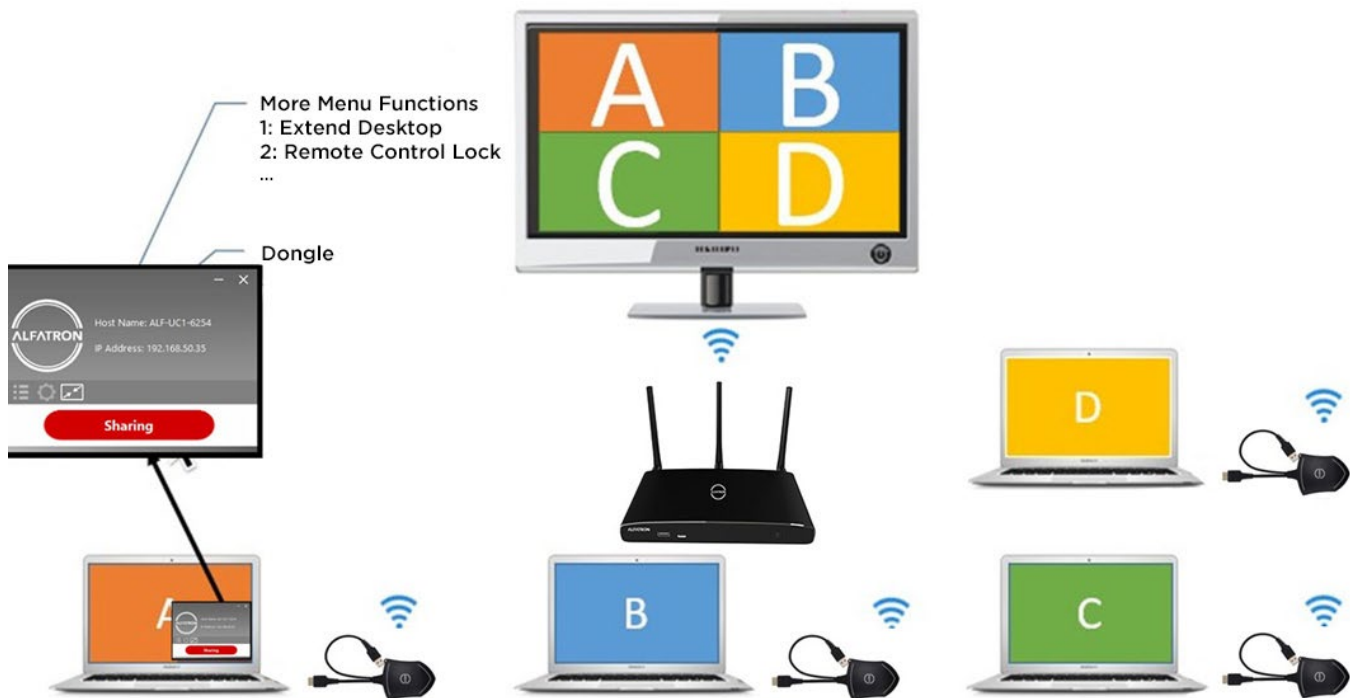 A B
C D
More Menu Functions
1: Extend Desktop
2: Remote Control Lock
...
Dongle
ALFATRON
Host Name: ALF-UC1-6254
IP Address: 192.168.50.35
Sharing
D
ALFATRON
A
Sharing
B
C